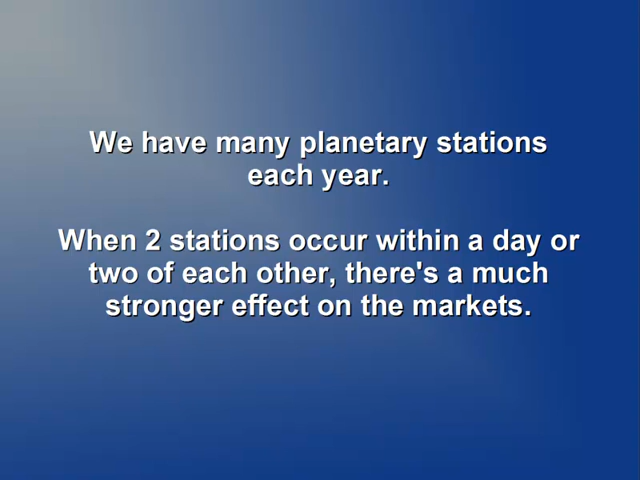 We have many planetary stations
each year.
When 2 stations occur within a day or
two of each other, there's a much
stronger effect on the markets.